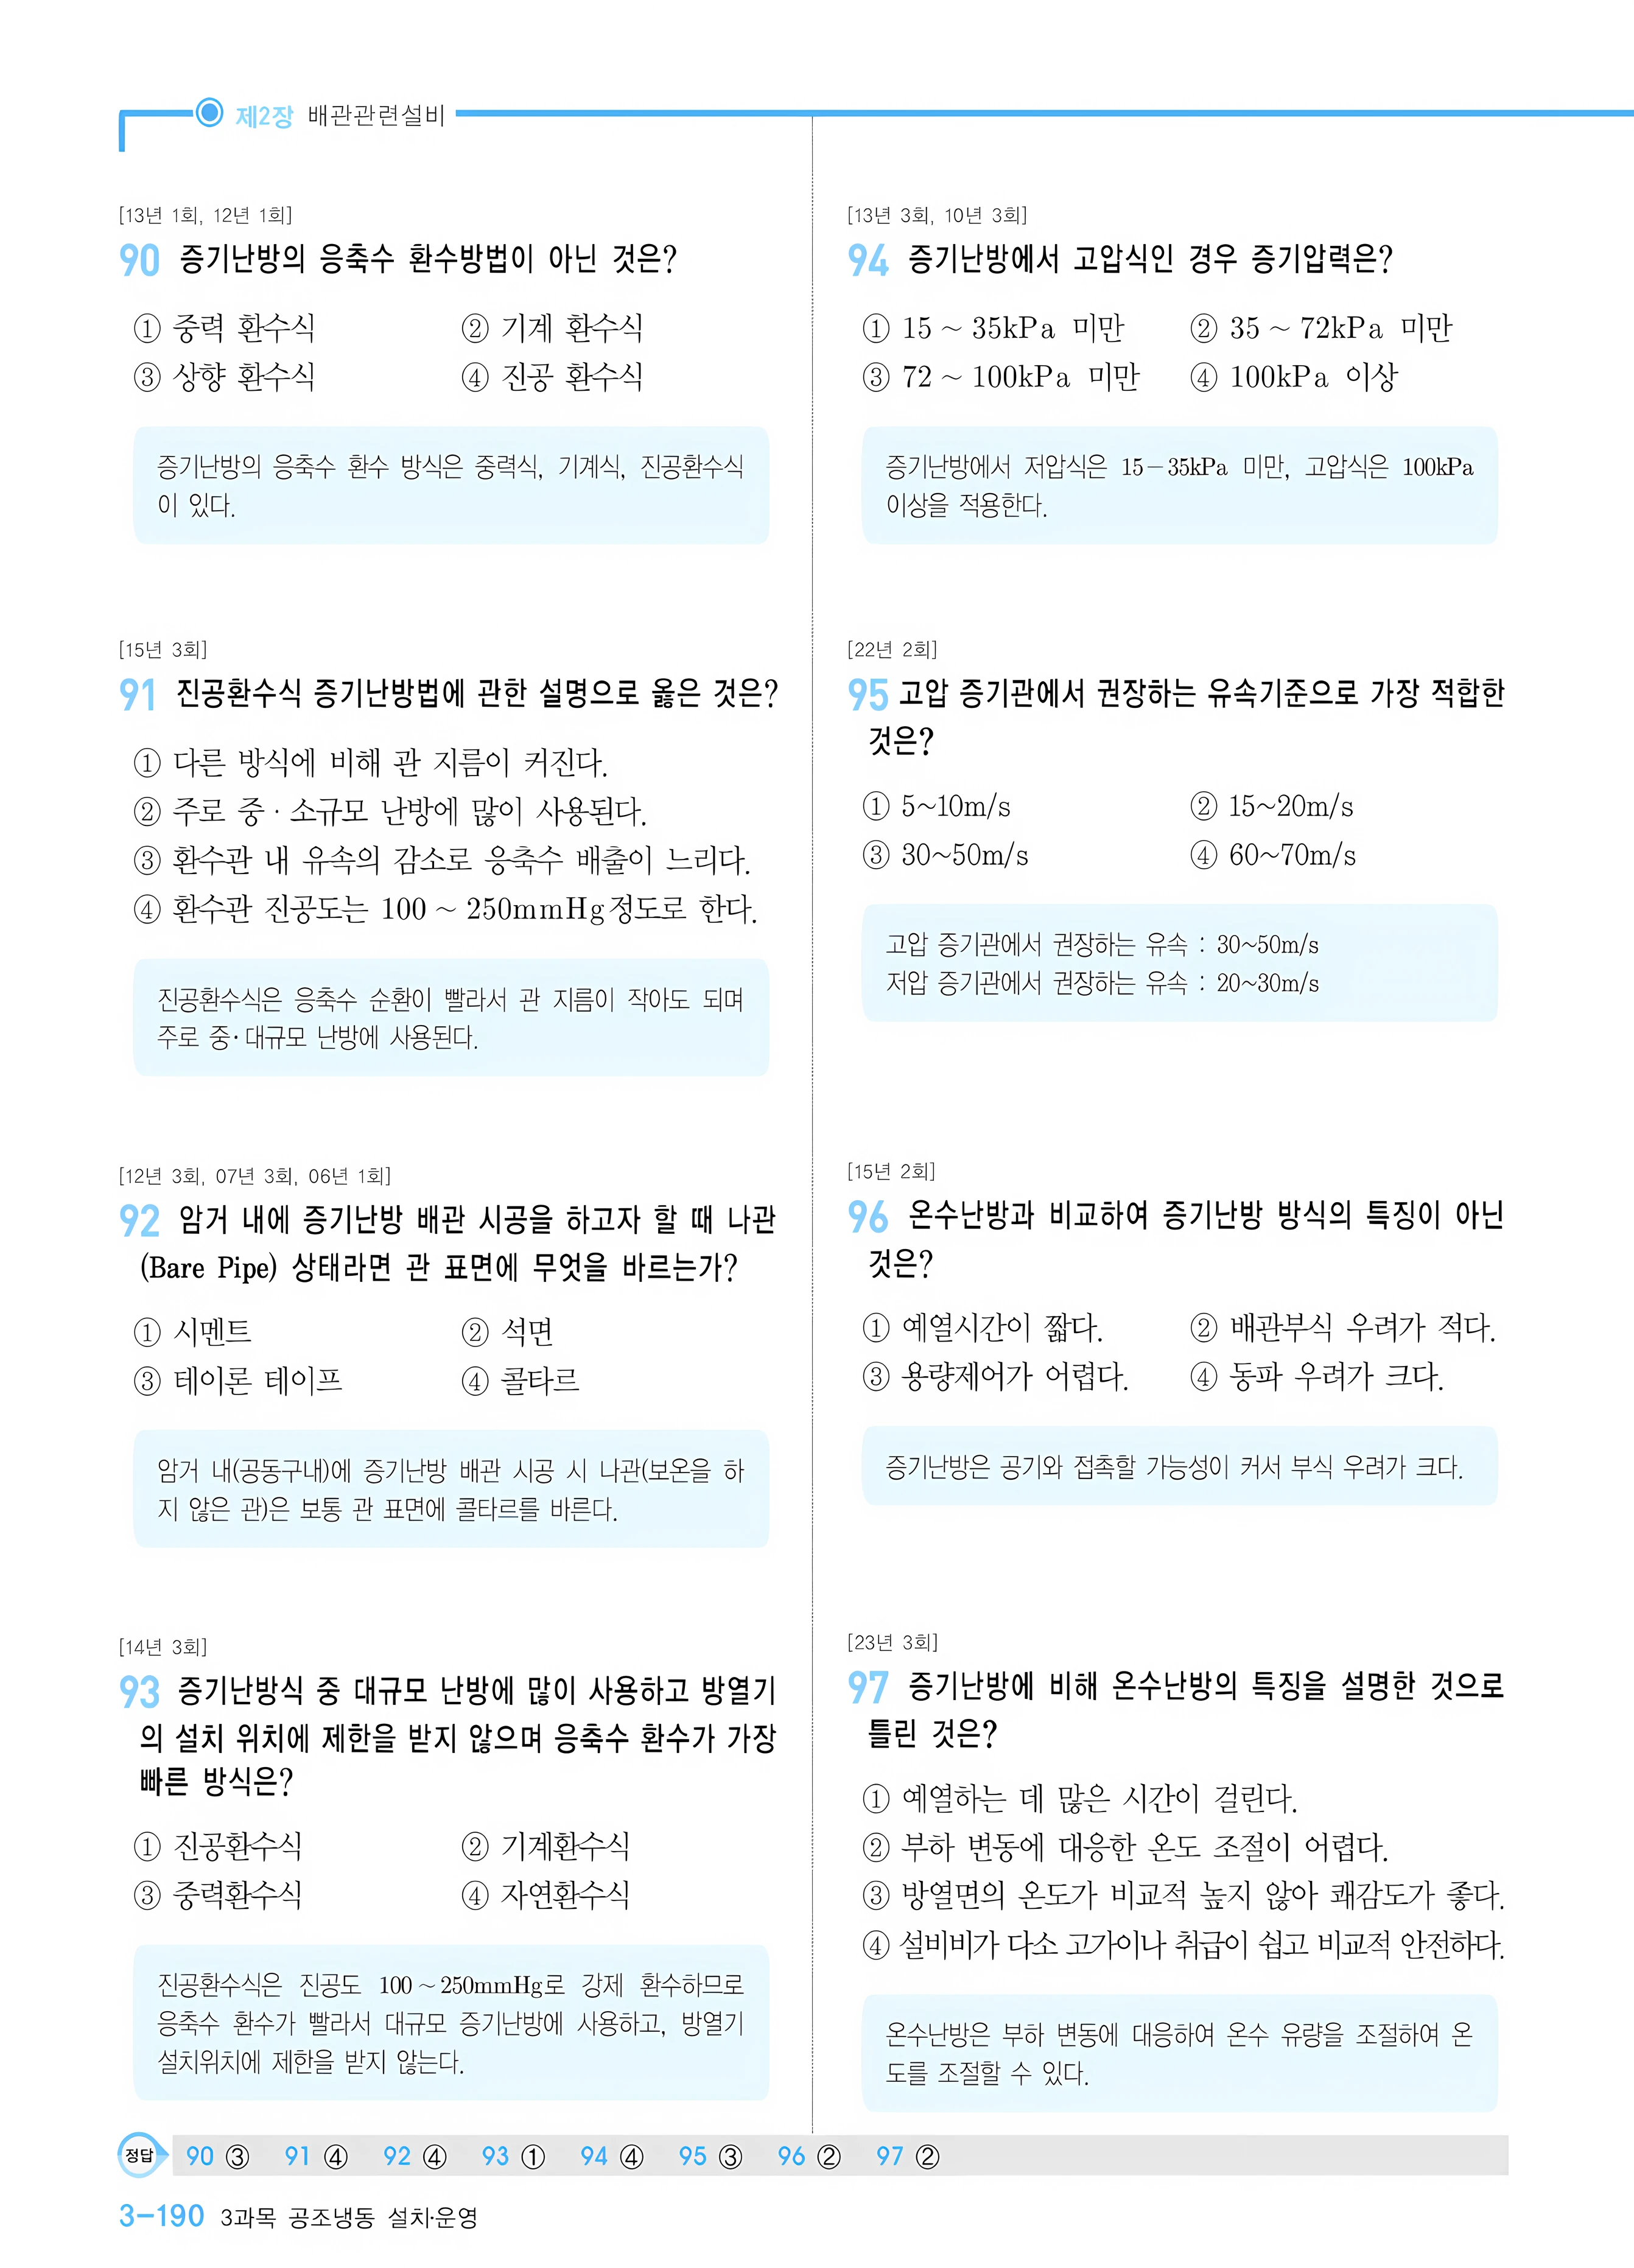 제2장 배관관련설비
[13년 1회, 12년 1회]
90 증기난방의 응축수 환수방법이 아닌 것은?
① 중력 환수식 ② 기계 환수식
③ 상향 환수식 ④ 진공 환수식
증기난방의 응축수 환수 방식은 중력식, 기계식, 진공환수식
이 있다.
[15년 3회]
91 진공환수식 증기난방법에 관한 설명으로 옳은 것은?
① 다른 방식에 비해 관 지름이 커진다.
② 주로 중·소규모 난방에 많이 사용된다.
③ 환수관 내 유속의 감소로 응축수 배출이 느리다.
④ 환수관 진공도는 100 ~ 250mmHg정도로 한다.
진공환수식은 응축수 순환이 빨라서 관 지름이 작아도 되며
주로 중·대규모 난방에 사용된다.
[12년 3회, 07년 3회, 06년 1회]
92 암거 내에 증기난방 배관 시공을 하고자 할 때 나관
(Bare Pipe) 상태라면 관 표면에 무엇을 바르는가?
① 시멘트 ② 석면
③ 테이론 테이프 ④ 콜타르
암거 내(공동구내)에 증기난방 배관 시공 시 나관(보온을 하
지 않은 관)은 보통 관 표면에 콜타르를 바른다.
[14년 3회]
93 증기난방식 중 대규모 난방에 많이 사용하고 방열기
의 설치 위치에 제한을 받지 않으며 응축수 환수가 가장
빠른 방식은?
① 진공환수식 ② 기계환수식
③ 중력환수식 ④ 자연환수식
진공환수식은 진공도 100 ~ 250mmHg로 강제 환수하므로
응축수 환수가 빨라서 대규모 증기난방에 사용하고, 방열기
설치위치에 제한을 받지 않는다.
[13년 3회, 10년 3회]
94 증기난방에서 고압식인 경우 증기압력은?
① 15 ~ 35kPa 미만 ② 35 ~ 72kPa 미만
③ 72 ~ 100kPa 미만 ④ 100kPa 이상
증기난방에서 저압식은 15-35kPa 미만, 고압식은 100kPa
이상을 적용한다.
[22년 2회]
95 고압 증기관에서 권장하는 유속기준으로 가장 적합한
것은?
① 5~10m/s ② 15~20m/s
③ 30~50m/s ④ 60~70m/s
고압 증기관에서 권장하는 유속 : 30~50m/s
저압 증기관에서 권장하는 유속 : 20~30m/s
[15년 2회]
96 온수난방과 비교하여 증기난방 방식의 특징이 아닌
것은?
① 예열시간이 짧다. ② 배관부식 우려가 적다.
③ 용량제어가 어렵다. ④ 동파 우려가 크다.
증기난방은 공기와 접촉할 가능성이 커서 부식 우려가 크다.
[23년 3회]
97 증기난방에 비해 온수난방의 특징을 설명한 것으로
틀린 것은?
① 예열하는 데 많은 시간이 걸린다.
② 부하 변동에 대응한 온도 조절이 어렵다.
③ 방열면의 온도가 비교적 높지 않아 쾌감도가 좋다.
④ 설비비가 다소 고가이나 취급이 쉽고 비교적 안전하다.
온수난방은 부하 변동에 대응하여 온수 유량을 조절하여 온
도를 조절할 수 있다.
정답 90 ③ 91 ④ 92 ④ 93 ① 94 ④ 95 ③ 96 ② 97 ②
3-190 3과목 공조냉동 설치·운영